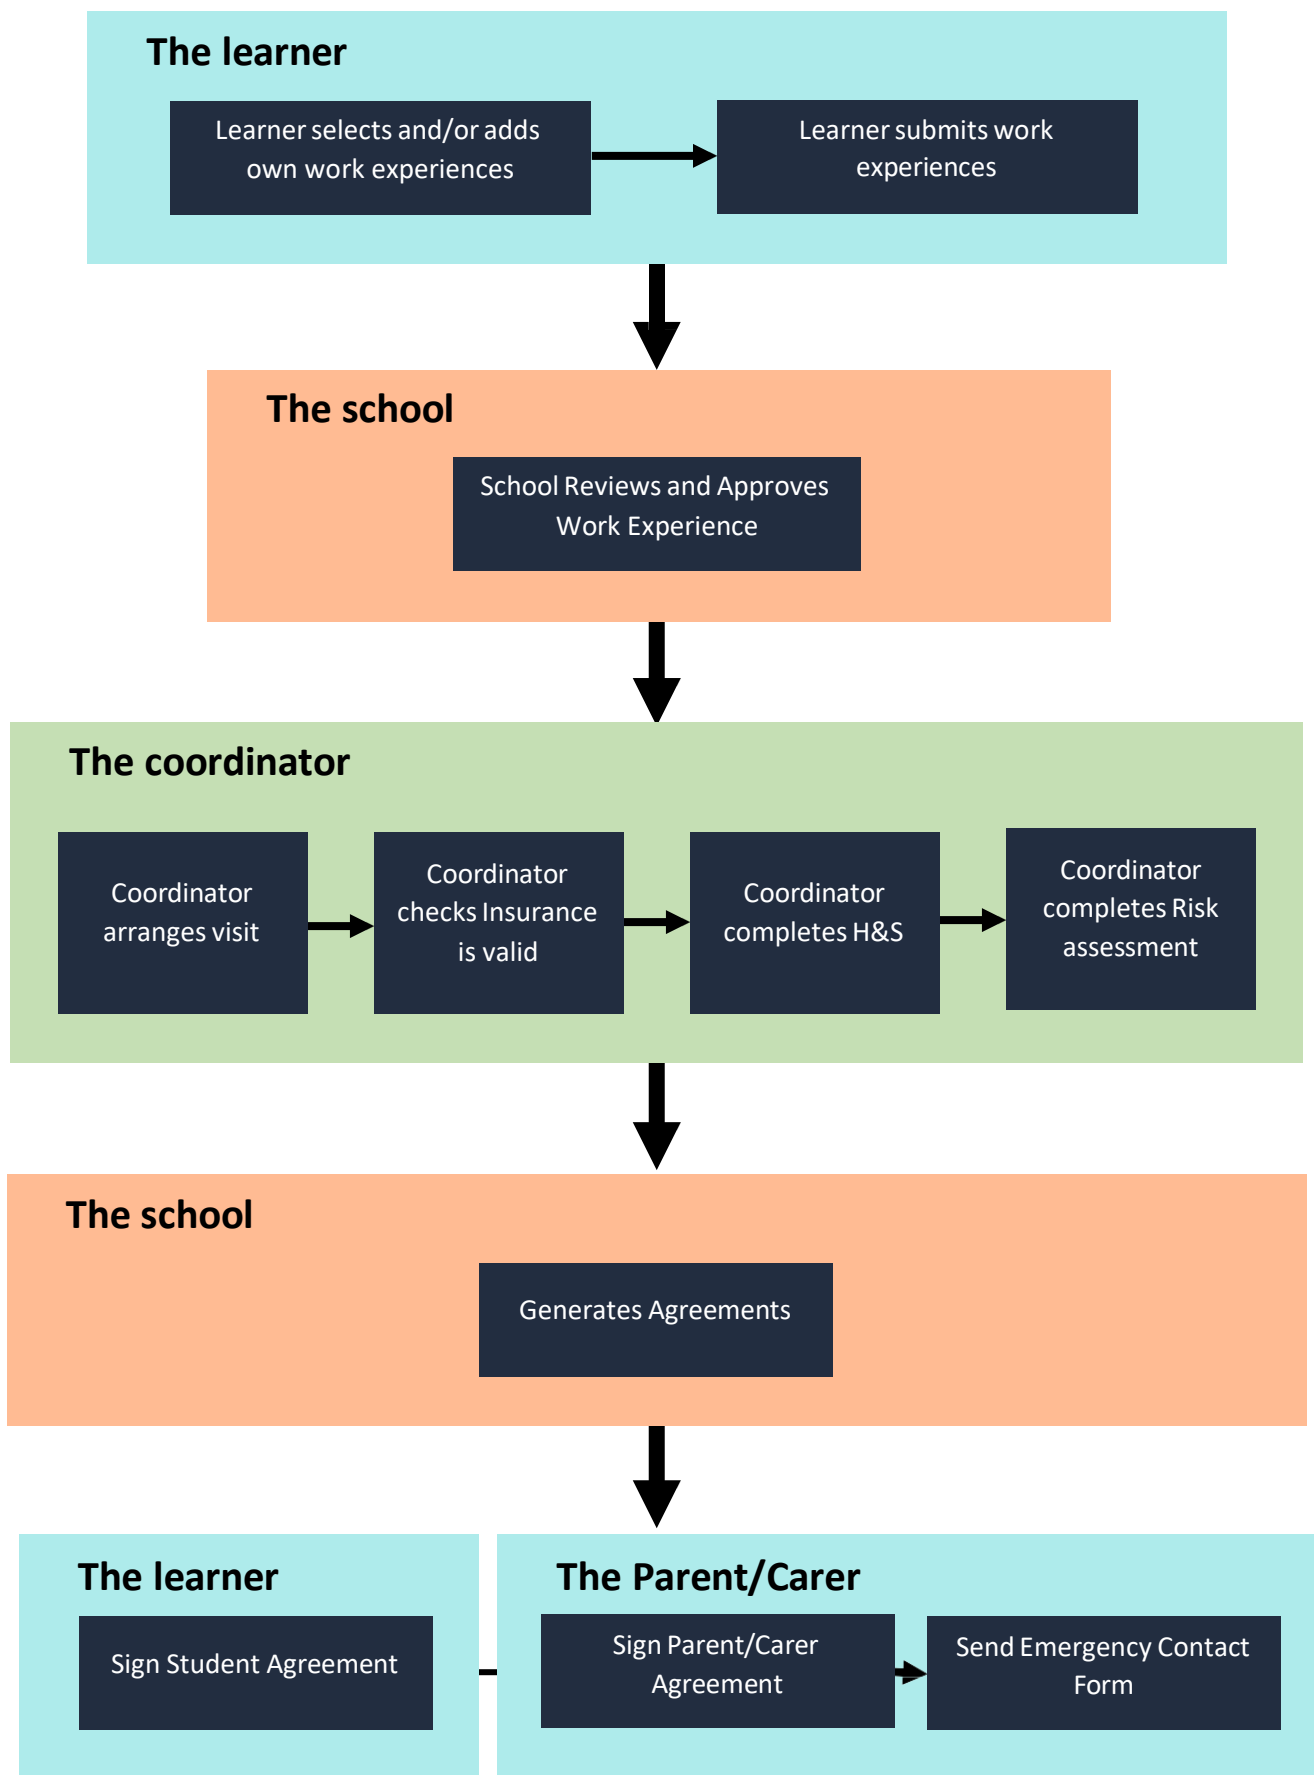 The learner
Learner selects and/or adds
own work experiences
Learner submits work
experiences
The school
School Reviews and Approves
Work Experience
The coordinator
Coordinator
arranges visit
Coordinator
checks Insurance
is valid
Coordinator
completes H&S
Coordinator
completes Risk
assessment
The school
Generates Agreements
The learner
Sign Student Agreement
The Parent/Carer
Sign Parent/Carer
Agreement
Send Emergency Contact
Form